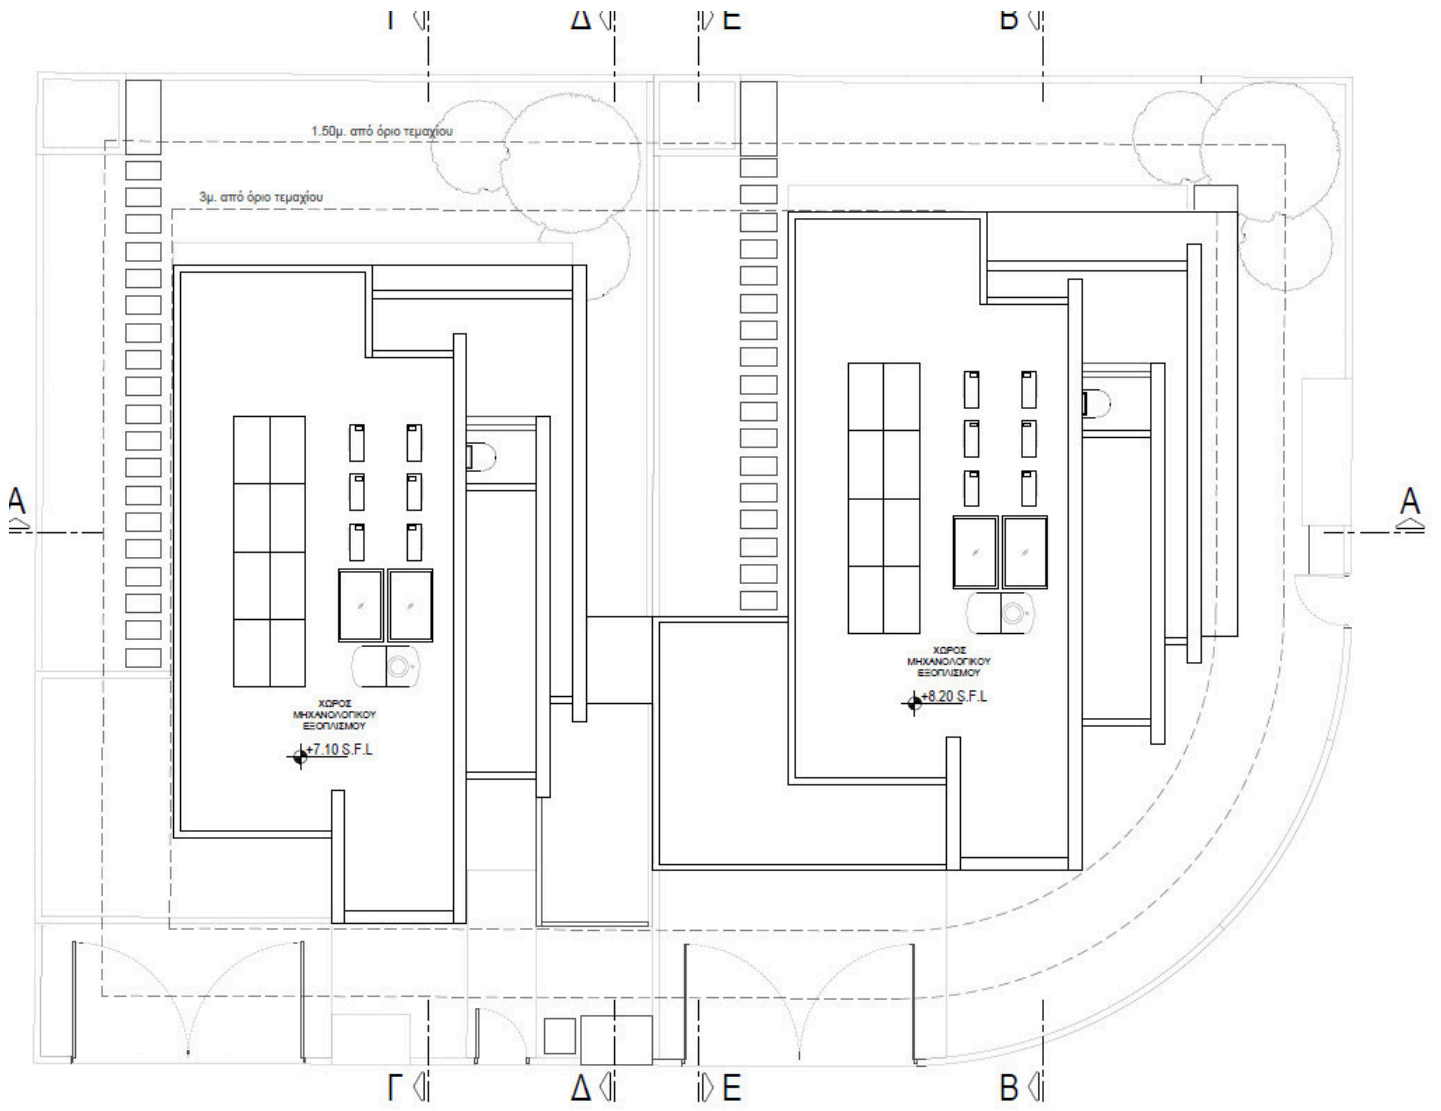 Γ Δ Ε Β
1.50μ. από όριο τεμαχίου
3μ. από όριο τεμαχίου
Α Α
ΧΩΡΟΣ
ΜΗΧΑΝΟΛΟΓΙΚΟΥ
ΕΞΟΠΛΙΣΜΟΥ
+8.20 S.F.L
ΧΩΡΟΣ
ΜΗΧΑΝΟΛΟΓΙΚΟΥ
ΕΞΟΠΛΙΣΜΟΥ
+7.10 S.F.L
Γ Δ Ε Β